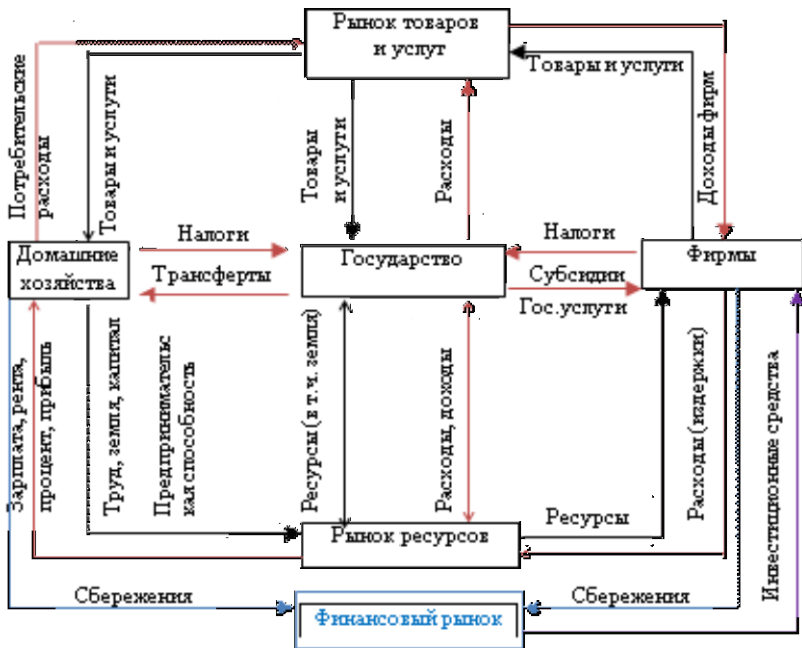 Рынок товаров
и услуг
Товары и услуги
Потребительские
расходы
Товары и услуги
Товары
и услуги
Расходы
Доходы фирм
Налоги
Налоги
Домашние
хозяйства
Государство
Фирмы
Трансферты
Субсидии
Гос.услуги
Зарплата, рента,
процент, прибыль
Труд, земля, капитал
Предпринимательс
кая способность
Ресурсы (в т.ч. земля)
Расходы, доходы
Расходы (издержки)
Инвестиционные средства
Ресурсы
Рынок ресурсов
Сбережения
Сбережения
Финансовый рынок